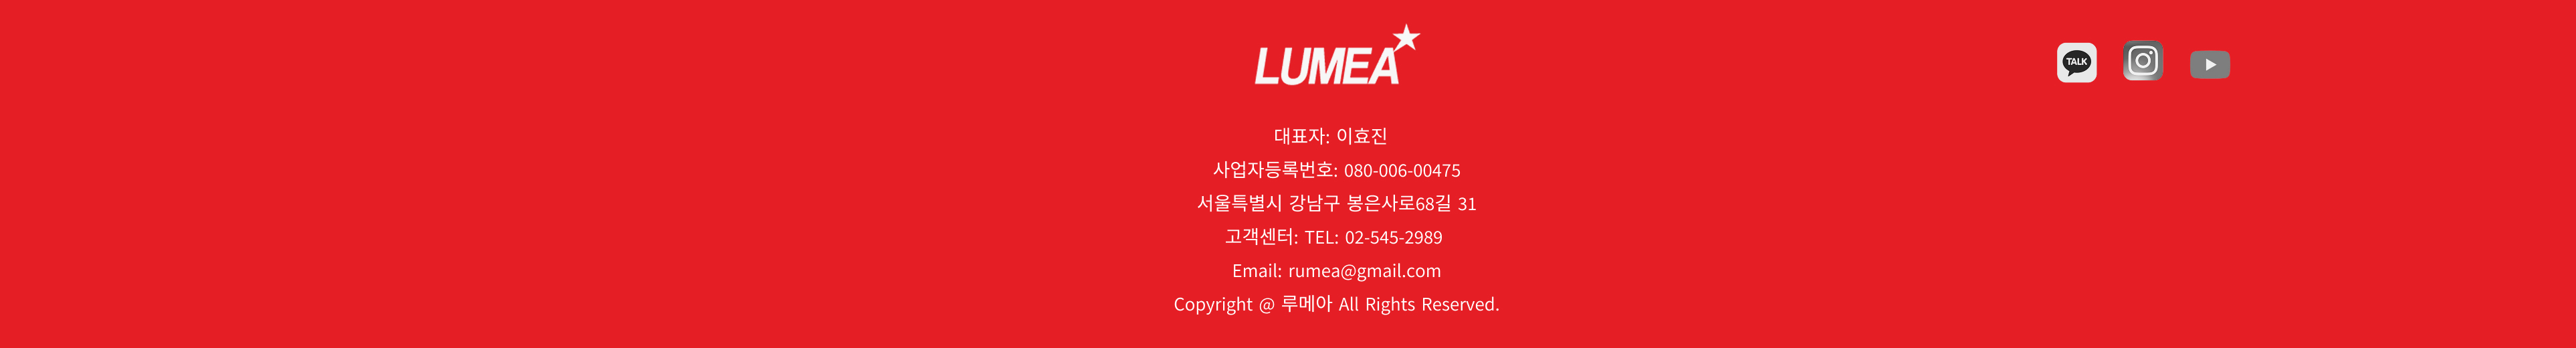 LUMEA
TALK
대표자: 이효진
사업자등록번호: 080-006-00475
서울특별시 강남구 봉은사로68길 31
고객센터: TEL: 02-545-2989
Email: rumea@gmail.com
Copyright @ 루메아 All Rights Reserved.